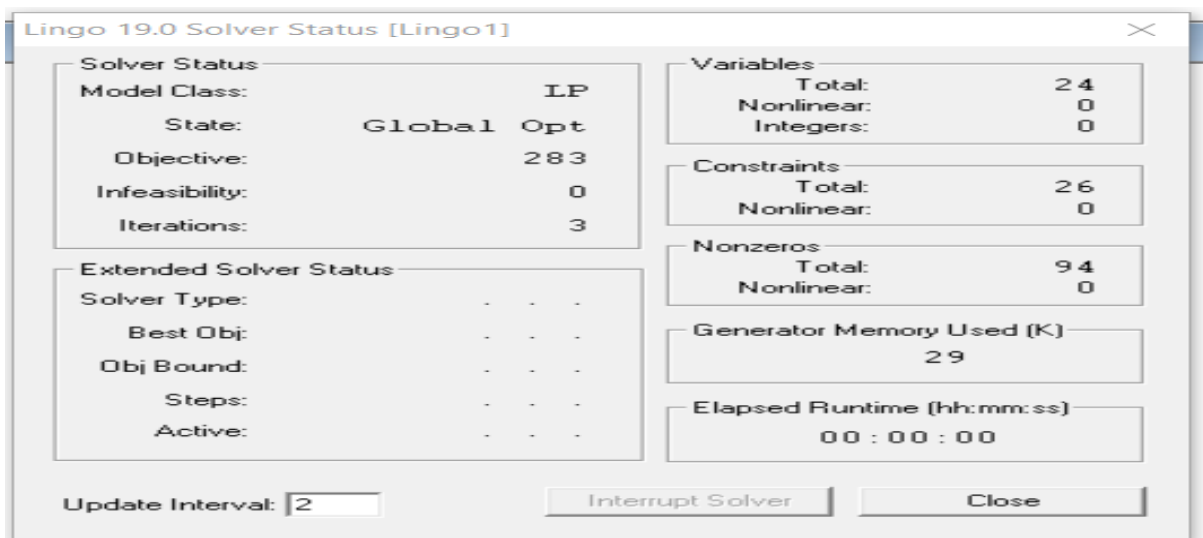 Lingo 19.0 Solver Status [Lingo1]
Solver Status
Model Class: LP
State: Global Opt
Objective: 283
Infeasibility: 0
Iterations: 3
Extended Solver Status
Solver Type: . . .
Best Obj: . . .
Obj Bound: . . .
Steps: . . .
Active: . . .
Update Interval: 2
Variables
Total: 24
Nonlinear: 0
Integers: 0
Constraints
Total: 26
Nonlinear: 0
Nonzeros
Total: 94
Nonlinear: 0
Generator Memory Used (K)
29
Elapsed Runtime (hh:mm:ss)
00:00:00
Interrupt Solver
Close